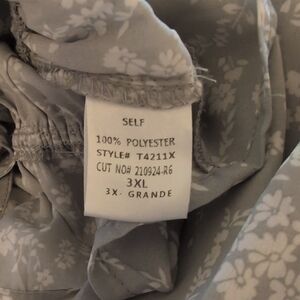 SELF
100% POLYESTER
STYLE# T4211X
CUT NO# 210924-R6
3XL
3X- GRANDE